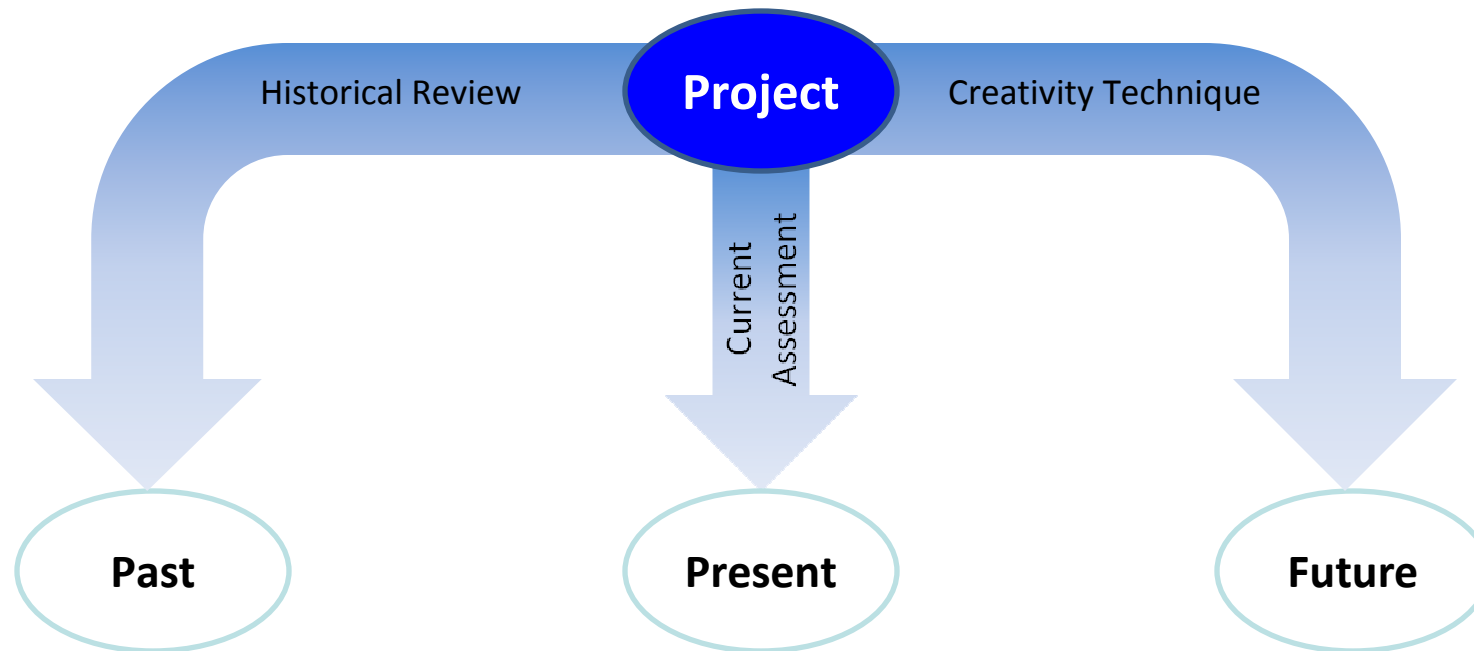 Historical Review
Project
Creativity Technique
Current
Assessment
Past
Present
Future